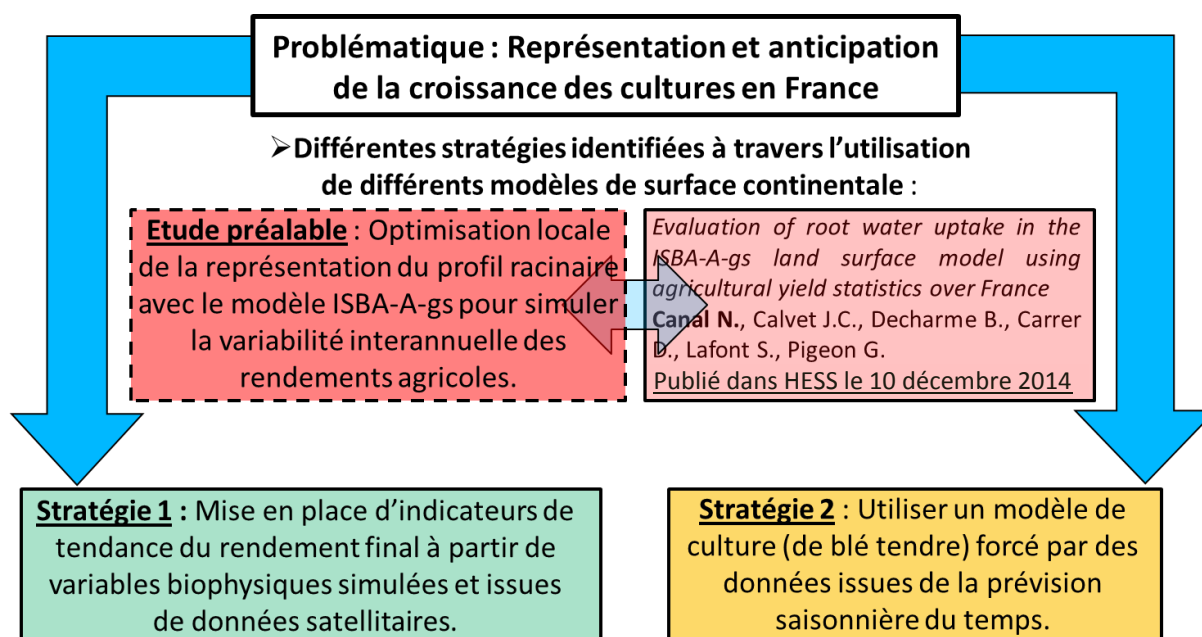 Problématique : Représentation et anticipation
de la croissance des cultures en France
➢Différentes stratégies identifiées à travers l'utilisation
de différents modèles de surface continentale :
Etude préalable : Optimisation locale
de la représentation du profil racinaire
avec le modèle ISBA-A-gs pour simuler
la variabilité interannuelle des
rendements agricoles.
Evaluation of root water uptake in the
ISBA-A-gs land surface model using
agricultural yield statistics over France
Canal N., Calvet J.C., Decharme B., Carrer
D., Lafont S., Pigeon G.
Publié dans HESS le 10 décembre 2014
Stratégie 1 : Mise en place d'indicateurs de
tendance du rendement final à partir de
variables biophysiques simulées et issues
de données satellitaires.
Stratégie 2 : Utiliser un modèle de
culture (de blé tendre) forcé par des
données issues de la prévision
saisonnière du temps.